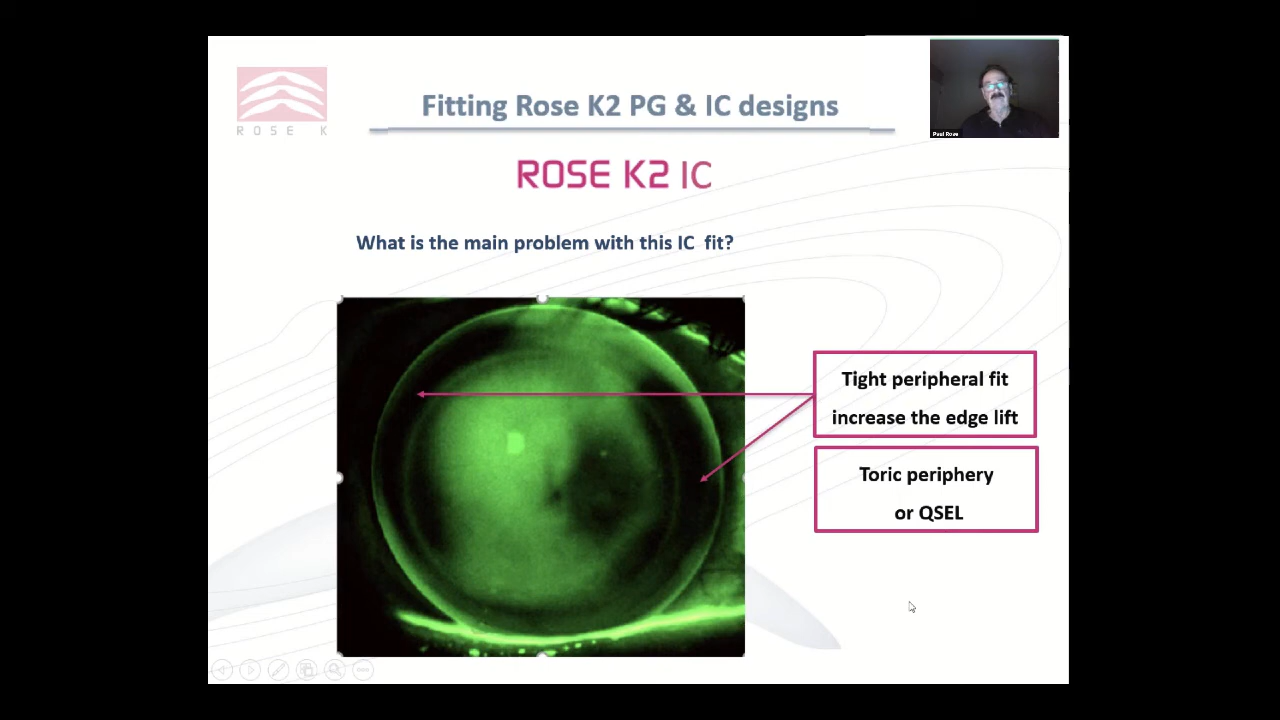 ROSE K
Fitting Rose K2 PG & IC designs
Paul Rose
ROSE K2 IC
What is the main problem with this IC fit?
Tight peripheral fit
increase the edge lift
Toric periphery
or QSEL